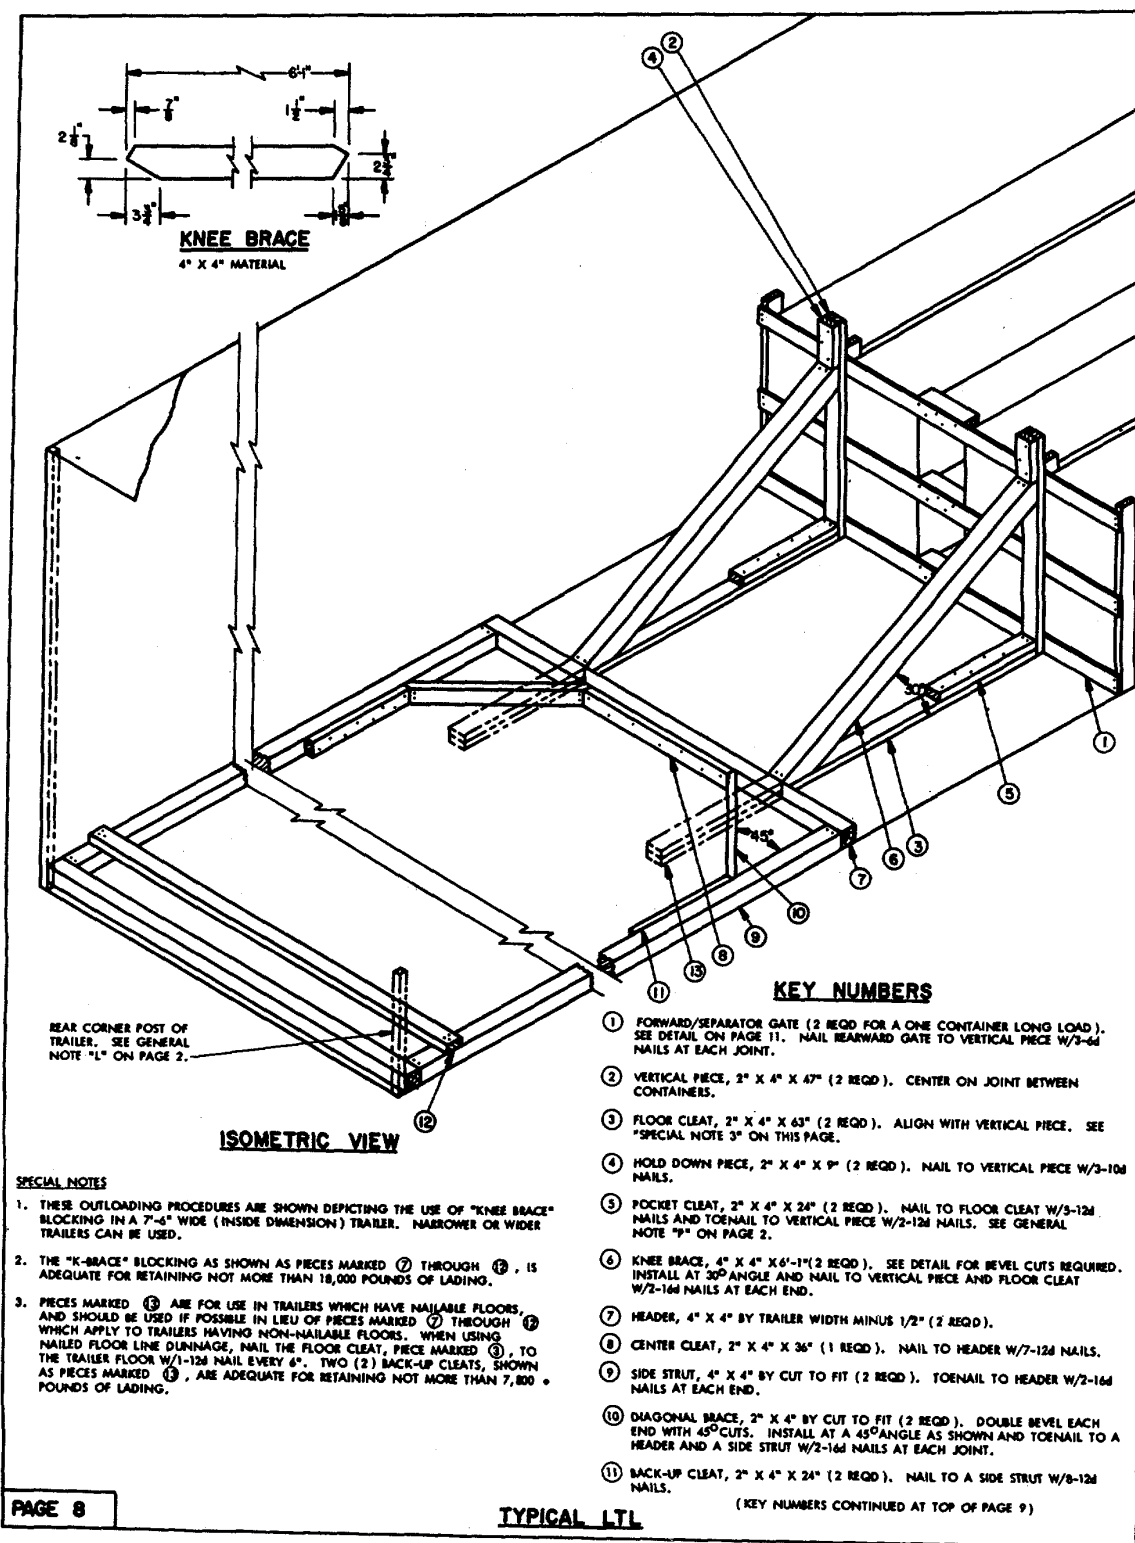 ② 
④
6'-1"
7/8"
1 1/2"
2 1/8"
3 3/4"
KNEE BRACE
4" X 4" MATERIAL
45°
①
⑤
③
⑥
⑦
⑩
⑨
⑧
⑬
⑪
⑫
REAR CORNER POST OF
TRAILER. SEE GENERAL
NOTE "L" ON PAGE 2.
ISOMETRIC VIEW
SPECIAL NOTES
1. THESE OUTLOADING PROCEDURES ARE SHOWN DEPICTING THE USE OF "KNEE BRACE"
BLOCKING IN A 7'-6" WIDE (INSIDE DIMENSION) TRAILER. NARROWER OR WIDER
TRAILERS CAN BE USED.
2. THE "K-BRACE" BLOCKING AS SHOWN AS PIECES MARKED ⑦ THROUGH ⑫, IS
ADEQUATE FOR RETAINING NOT MORE THAN 18,000 POUNDS OF LADING.
3. PIECES MARKED ⑬ ARE FOR USE IN TRAILERS WHICH HAVE NAILABLE FLOORS,
AND SHOULD BE USED IF POSSIBLE IN LIEU OF PIECES MARKED ⑦ THROUGH ⑫
WHICH APPLY TO TRAILERS HAVING NON-NAILABLE FLOORS. WHEN USING
NAILED FLOOR LINE DUNNAGE, NAIL THE FLOOR CLEAT, PIECE MARKED ③, TO
THE TRAILER FLOOR W/1-12d NAIL EVERY 6". TWO (2) BACK-UP CLEATS, SHOWN
AS PIECES MARKED ⑬, ARE ADEQUATE FOR RETAINING NOT MORE THAN 7,800
POUNDS OF LADING.
KEY NUMBERS
① FORWARD/SEPARATOR GATE (2 REQD FOR A ONE CONTAINER LONG LOAD).
SEE DETAIL ON PAGE 11. NAIL REARWARD GATE TO VERTICAL PIECE W/3-6d
NAILS AT EACH JOINT.
② VERTICAL PIECE, 2" X 4" X 47" (2 REQD). CENTER ON JOINT BETWEEN
CONTAINERS.
③ FLOOR CLEAT, 2" X 4" X 63" (2 REQD). ALIGN WITH VERTICAL PIECE. SEE
"SPECIAL NOTE 3" ON THIS PAGE.
④ HOLD DOWN PIECE, 2" X 4" X 9" (2 REQD). NAIL TO VERTICAL PIECE W/3-10d
NAILS.
⑤ POCKET CLEAT, 2" X 4" X 24" (2 REQD). NAIL TO FLOOR CLEAT W/5-12d
NAILS AND TOENAIL TO VERTICAL PIECE W/2-12d NAILS. SEE GENERAL
NOTE "P" ON PAGE 2.
⑥ KNEE BRACE, 4" X 4" X 6'-1" (2 REQD). SEE DETAIL FOR BEVEL CUTS REQUIRED.
INSTALL AT 30° ANGLE AND NAIL TO VERTICAL PIECE AND FLOOR CLEAT
W/2-16d NAILS AT EACH END.
⑦ HEADER, 4" X 4" BY TRAILER WIDTH MINUS 1/2" (2 REQD).
⑧ CENTER CLEAT, 2" X 4" X 36" (1 REQD). NAIL TO HEADER W/7-12d NAILS.
⑨ SIDE STRUT, 4" X 4" BY CUT TO FIT (2 REQD). TOENAIL TO HEADER W/2-16d
NAILS AT EACH END.
⑩ DIAGONAL BRACE, 2" X 4" BY CUT TO FIT (2 REQD). DOUBLE BEVEL EACH
END WITH 45° CUTS. INSTALL AT A 45° ANGLE AS SHOWN AND TOENAIL TO A
HEADER AND A SIDE STRUT W/2-16d NAILS AT EACH JOINT.
⑪ BACK-UP CLEAT, 2" X 4" X 24" (2 REQD). NAIL TO A SIDE STRUT W/8-12d
NAILS.
(KEY NUMBERS CONTINUED AT TOP OF PAGE 9)
PAGE 8
TYPICAL LTL